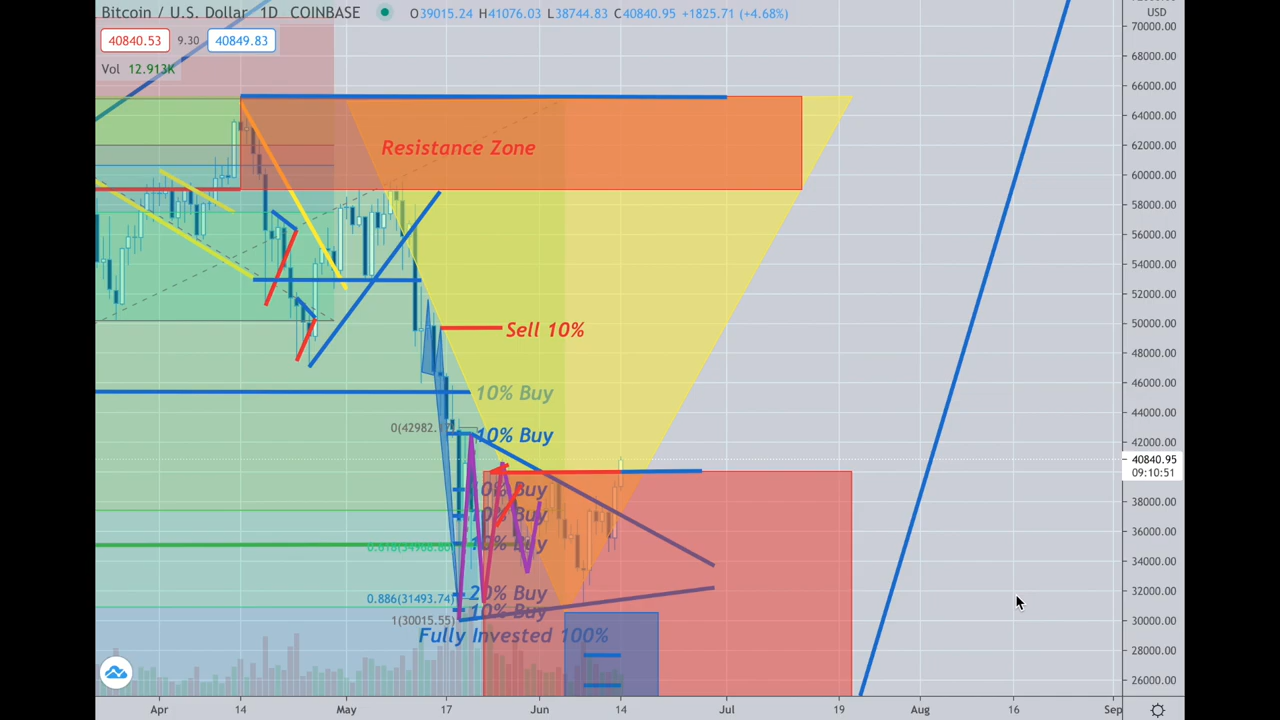 Bitcoin / U.S. Dollar 1D COINBASE O39015.24 H41076.03 L38744.83 C40840.95 +1825.71 (+4.68%)
USD
40840.53 9.30 40849.83
Vol 12.913K
70000.00
66000.00
64000.00
62000.00
60000.00
58000.00
56000.00
54000.00
52000.00
50000.00
48000.00
46000.00
44000.00
42000.00
40840.95
09:10:51
38000.00
36000.00
34000.00
32000.00
30000.00
28000.00
26000.00
Resistance Zone
Sell 10%
10% Buy
10% Buy
10% Buy
10% Buy
10% Buy
20% Buy
10% Buy
Fully Invested 100%
0.886(31493.74)
1(30015.55)
Apr 14 May 17 Jun 14 Jul 19 Aug 16 Sep